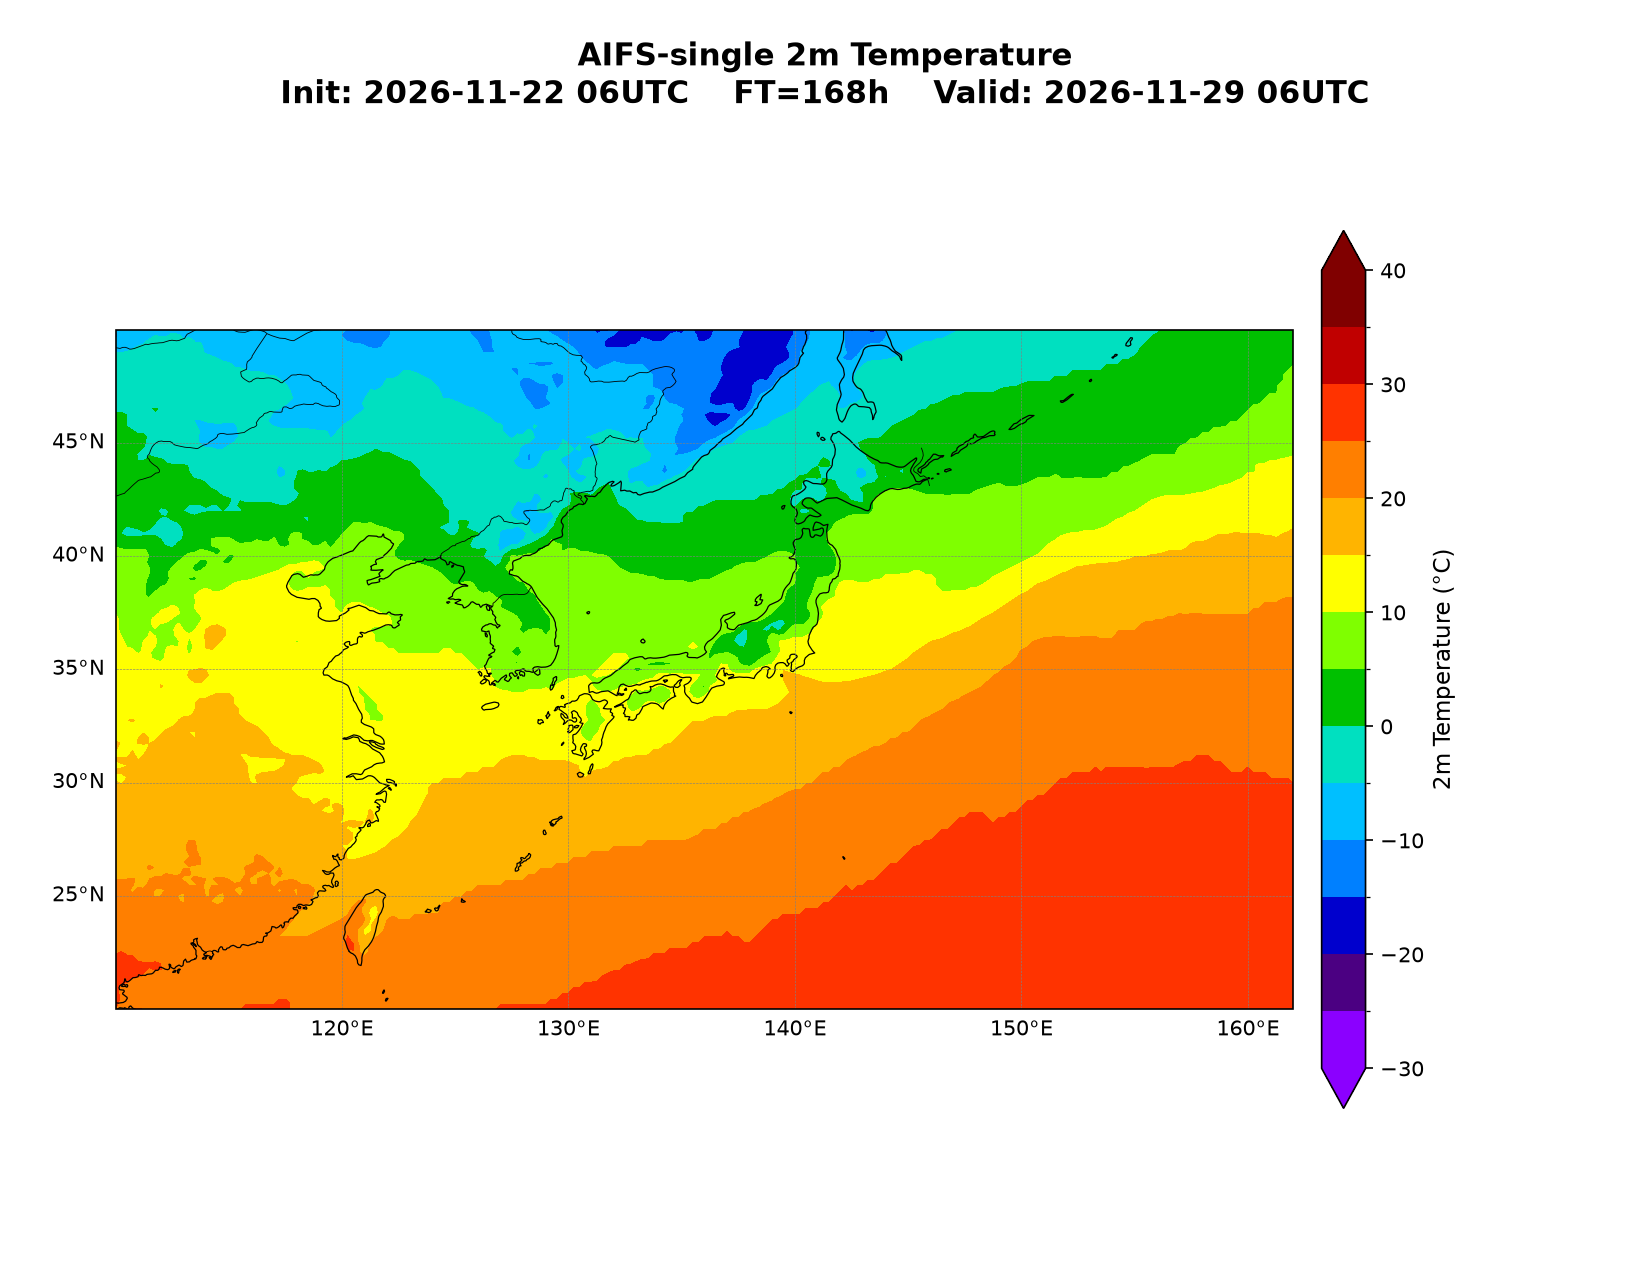 AIFS-single 2m Temperature
Init: 2026-11-22 06UTC    FT=168h    Valid: 2026-11-29 06UTC
45°N
40°N
35°N
30°N
25°N
120°E
130°E
140°E
150°E
160°E
40
30
20
10
0
−10
−20
−30
2m Temperature (°C)